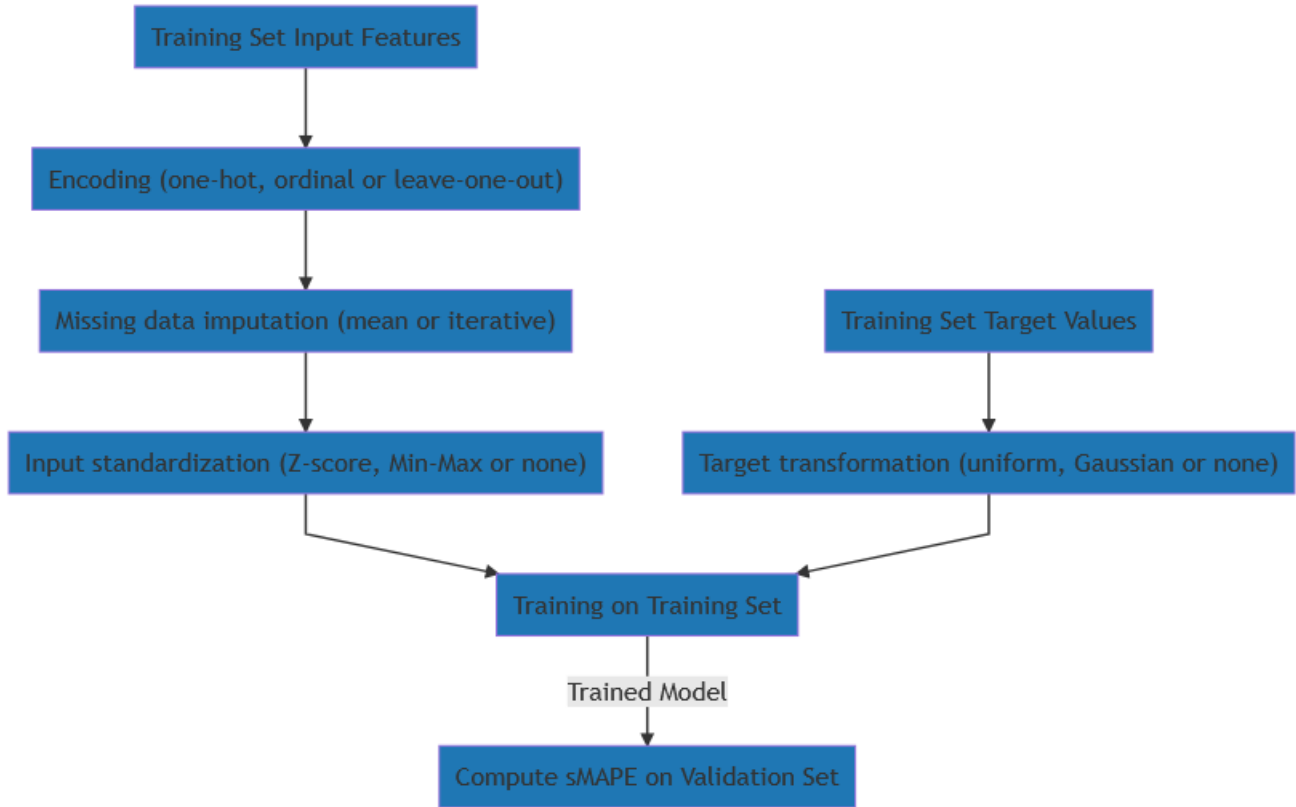 Training Set Input Features
Encoding (one-hot, ordinal or leave-one-out)
Missing data imputation (mean or iterative)
Training Set Target Values
Input standardization (Z-score, Min-Max or none)
Target transformation (uniform, Gaussian or none)
Training on Training Set
Trained Model
Compute sMAPE on Validation Set